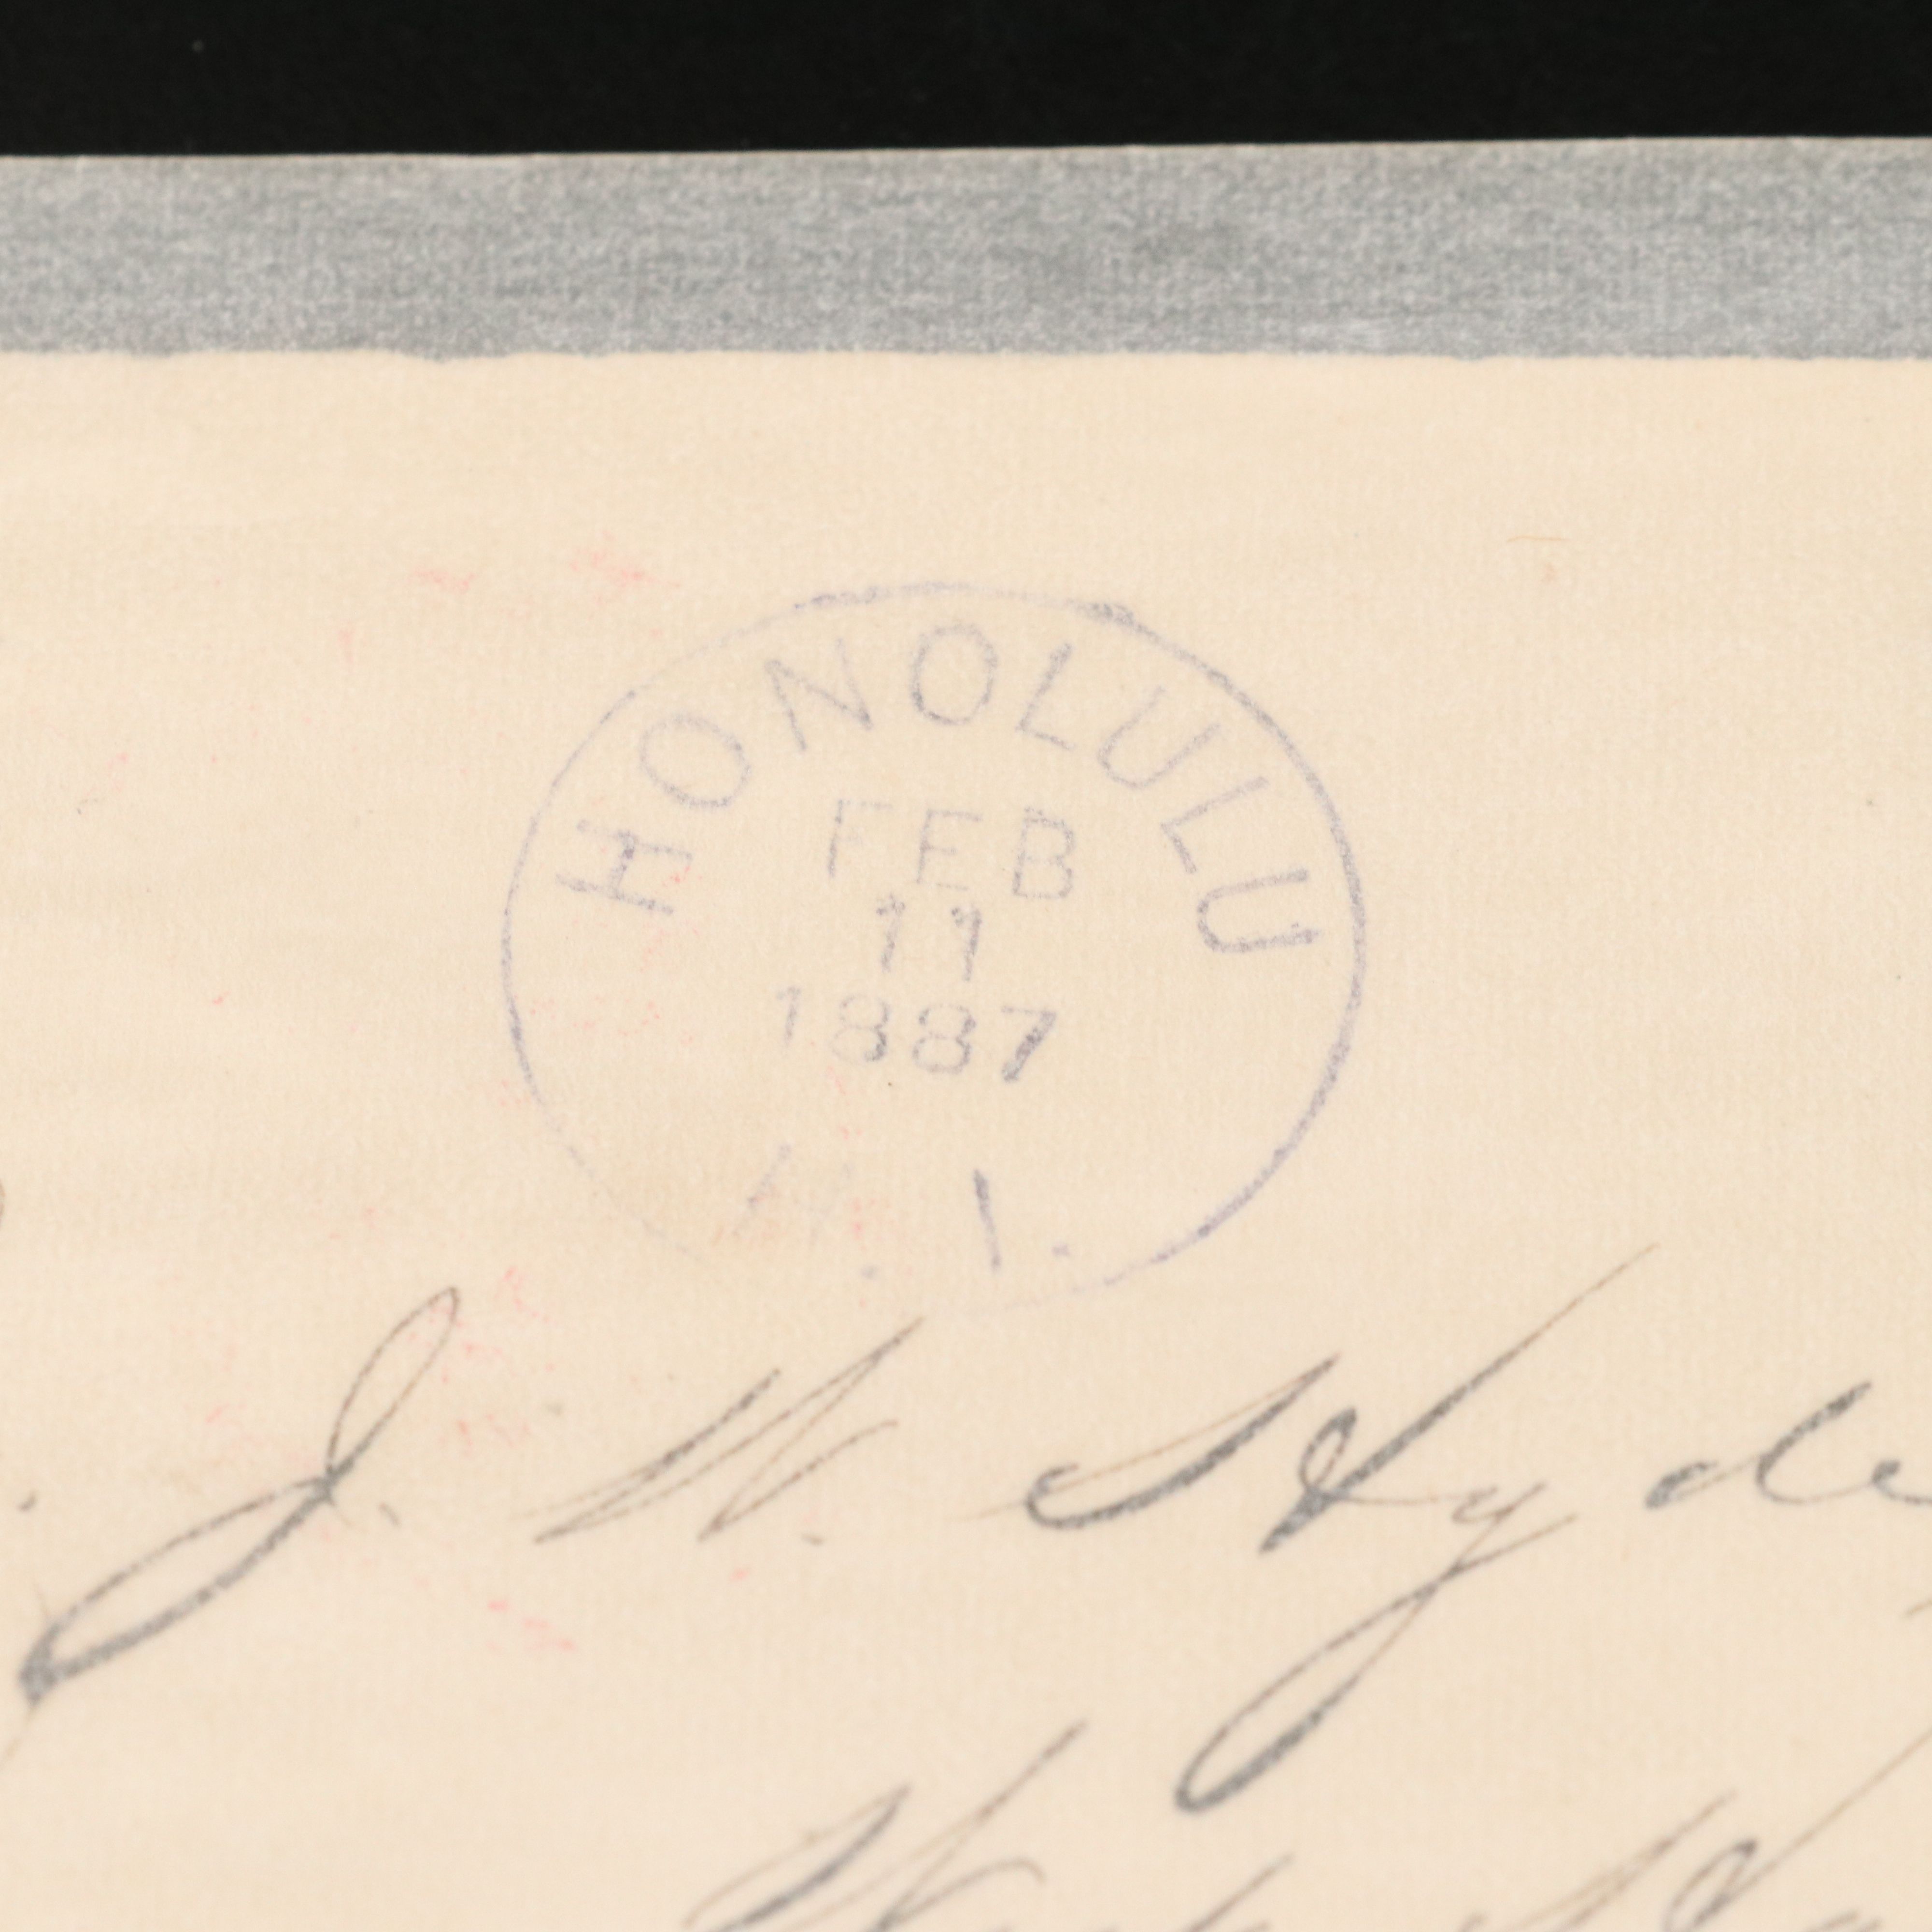 HONOLULU
FEB
11
1887
H. I.
J. W. Hyde